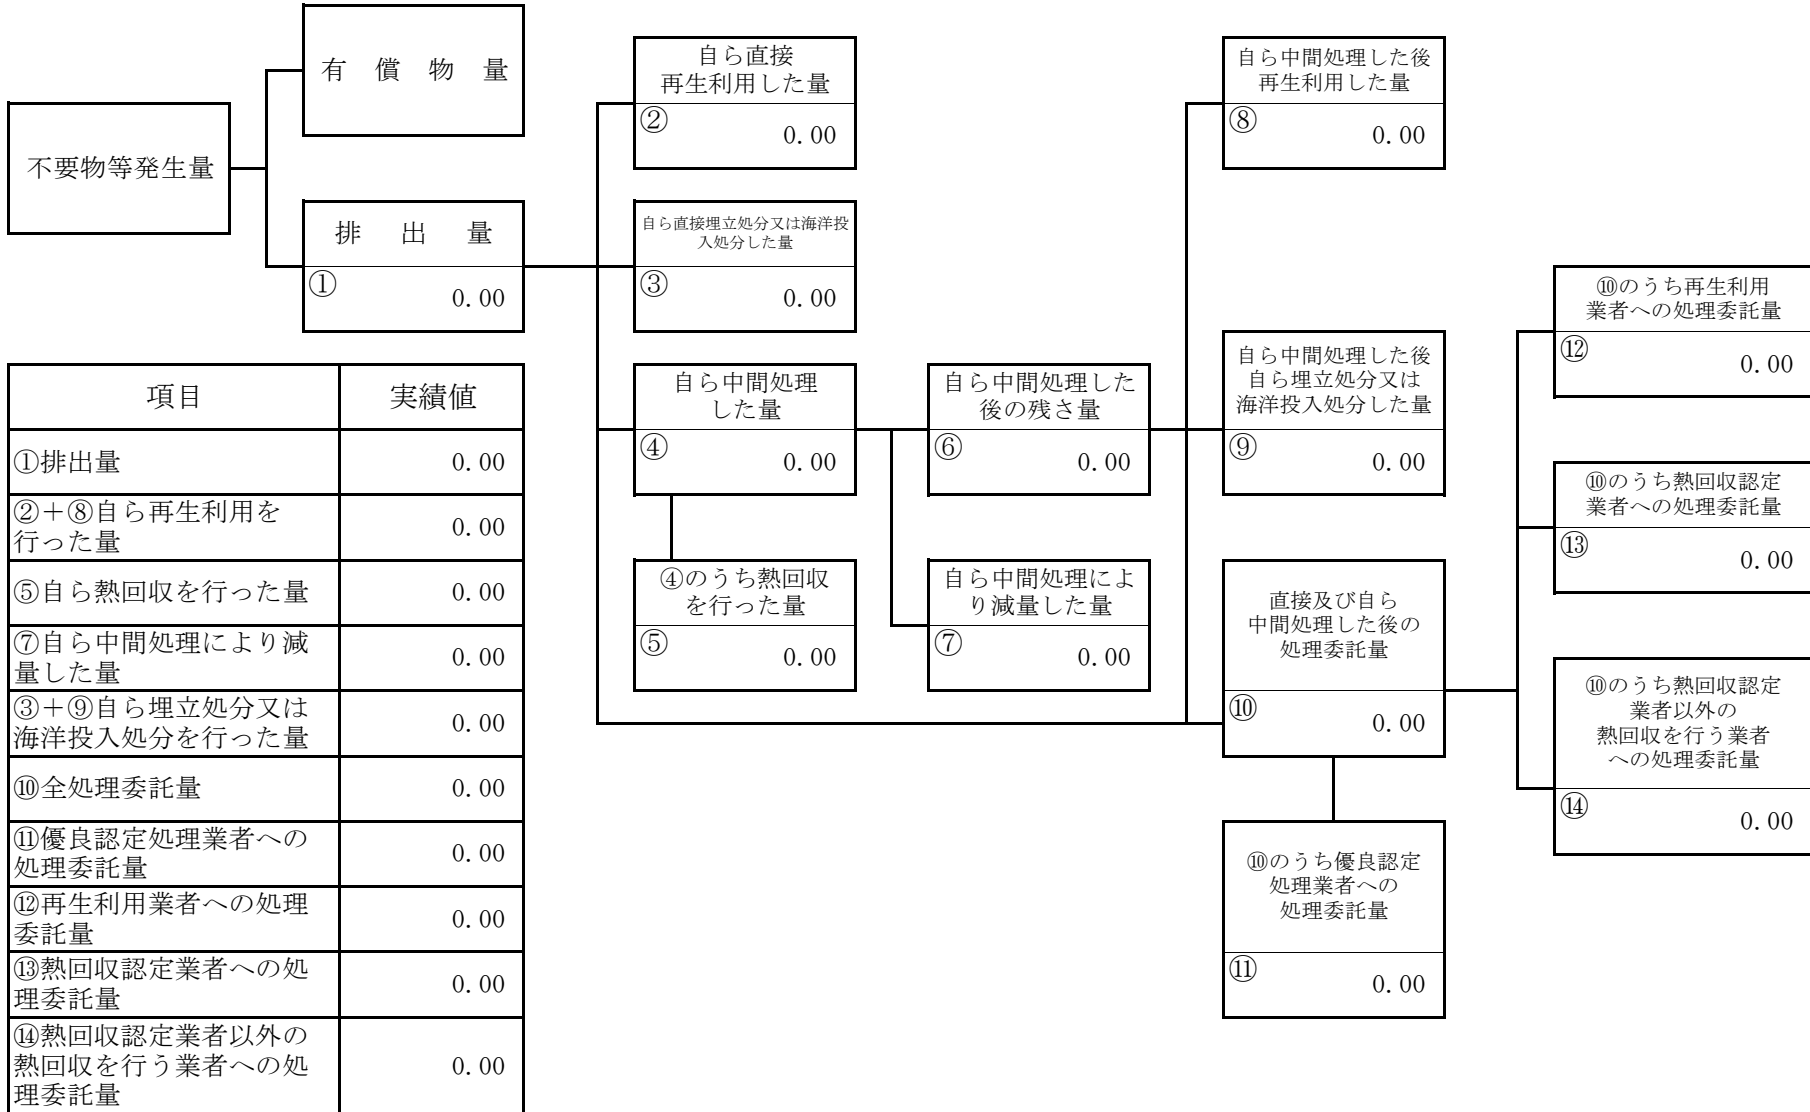 不要物等発生量
有償物量
排出量
①
0.00
自ら直接
再生利用した量
②
0.00
自ら直接埋立処分又は海洋投
入処分した量
③
0.00
自ら中間処理
した量
④
0.00
④のうち熱回収
を行った量
⑤
0.00
自ら中間処理した
後の残さ量
⑥
0.00
自ら中間処理によ
り減量した量
⑦
0.00
自ら中間処理した後
再生利用した量
⑧
0.00
自ら中間処理した後
自ら埋立処分又は
海洋投入処分した量
⑨
0.00
直接及び自ら
中間処理した後の
処理委託量
⑩
0.00
⑩のうち優良認定
処理業者への
処理委託量
⑪
0.00
⑩のうち再生利用
業者への処理委託量
⑫
0.00
⑩のうち熱回収認定
業者への処理委託量
⑬
0.00
⑩のうち熱回収認定
業者以外の
熱回収を行う業者
への処理委託量
⑭
0.00
項目
実績値
①排出量
0.00
②＋⑧自ら再生利用を
行った量
0.00
⑤自ら熱回収を行った量
0.00
⑦自ら中間処理により減
量した量
0.00
③＋⑨自ら埋立処分又は
海洋投入処分を行った量
0.00
⑩全処理委託量
0.00
⑪優良認定処理業者への
処理委託量
0.00
⑫再生利用業者への処理
委託量
0.00
⑬熱回収認定業者への処
理委託量
0.00
⑭熱回収認定業者以外の
熱回収を行う業者への処
理委託量
0.00